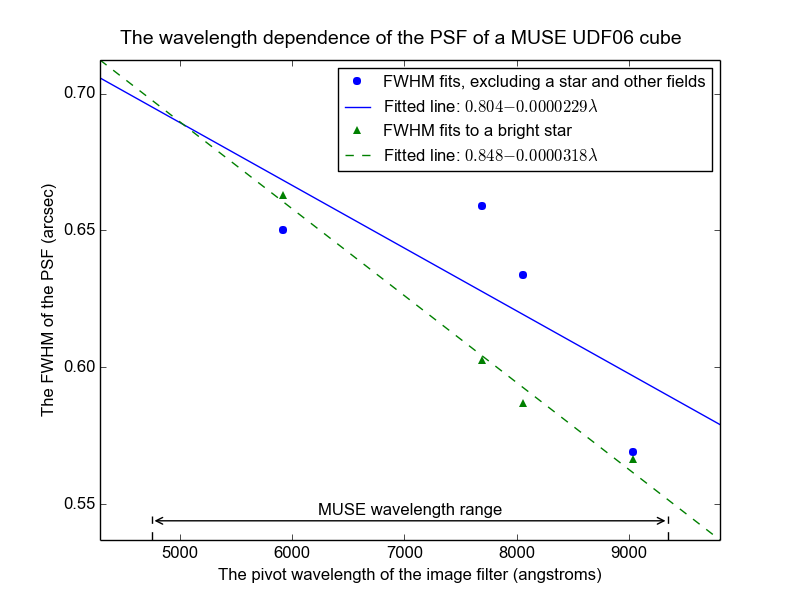 The wavelength dependence of the PSF of a MUSE UDF06 cube
FWHM fits, excluding a star and other fields
Fitted line: 0.804−0.0000229λ
FWHM fits to a bright star
Fitted line: 0.848−0.0000318λ
0.70
0.65
0.60
0.55
The FWHM of the PSF (arcsec)
MUSE wavelength range
5000 6000 7000 8000 9000
The pivot wavelength of the image filter (angstroms)